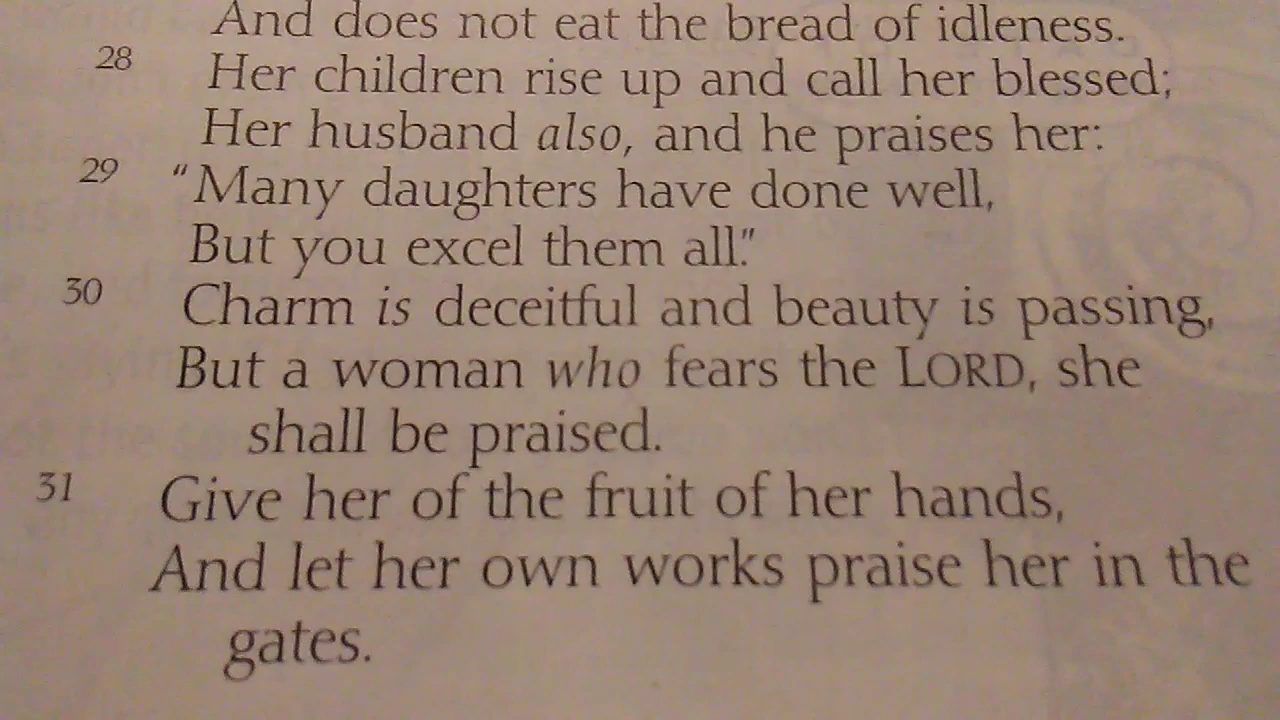 And does not eat the bread of idleness.
28 Her children rise up and call her blessed;
Her husband also, and he praises her:
29 "Many daughters have done well,
But you excel them all."
30 Charm is deceitful and beauty is passing,
But a woman who fears the LORD, she
shall be praised.
31 Give her of the fruit of her hands,
And let her own works praise her in the
gates.